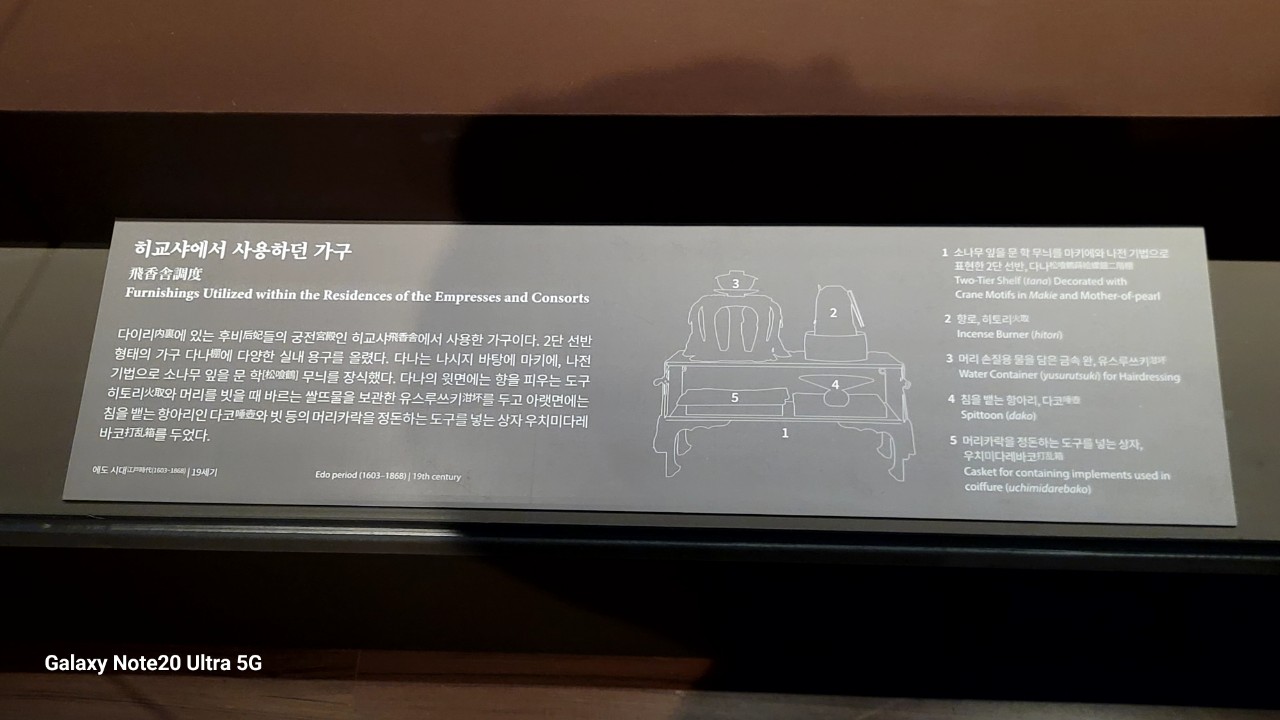 히교샤에서 사용하던 가구
飛香舍調度
Furnishings Utilized within the Residences of the Empresses and Consorts
다이리内裏에 있는 후비后妃들의 궁전宮殿인 히교샤飛香舍에서 사용한 가구이다. 2단 선반
형태의 가구 다나棚에 다양한 실내 용구를 올렸다. 다나는 나시지 바탕에 마키에, 나전
기법으로 소나무 잎을 문 학[松喰鶴] 무늬를 장식했다. 다나의 윗면에는 향을 피우는 도구
히토리火取와 머리를 빗을 때 바르는 쌀뜨물을 보관한 유스루쓰키泔坏를 두고 아랫면에는
침을 뱉는 항아리인 다코唾壺와 빗 등의 머리카락을 정돈하는 도구를 넣는 상자 우치미다레
바코打乱箱를 두었다.
에도 시대江戸時代(1603-1868) | 19세기
Edo period (1603–1868) | 19th century
3
2
4
5
1
1 소나무 잎을 문 학 무늬를 마키에와 나전 기법으로
표현한 2단 선반, 다나
Two-Tier Shelf (tana) Decorated with
Crane Motifs in Makie and Mother-of-pearl
2 향로, 히토리火取
Incense Burner (hitori)
3 머리 손질용 물을 담은 금속 완, 유스루쓰키泔坏
Water Container (yusurutsuki) for Hairdressing
4 침을 뱉는 항아리, 다코唾壺
Spittoon (dako)
5 머리카락을 정돈하는 도구를 넣는 상자,
우치미다레바코打乱箱
Casket for containing implements used in
coiffure (uchimidarebako)
Galaxy Note20 Ultra 5G